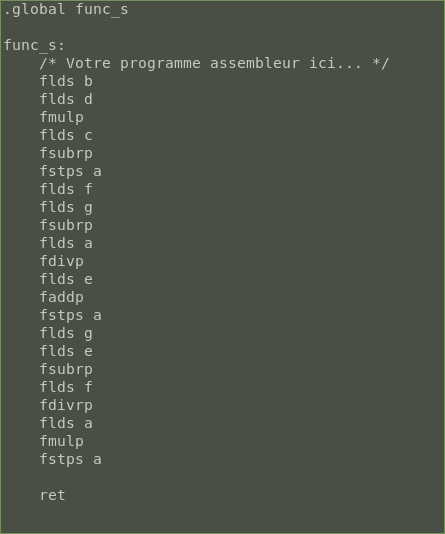 .global func_s
func_s:
/* Votre programme assembleur ici... */
flds b
flds d
fmulp
flds c
fsubrp
fstps a
flds f
flds g
fsubrp
flds a
fdivp
flds e
faddp
fstps a
flds g
flds e
fsubrp
flds f
fdivrp
flds a
fmulp
fstps a
ret